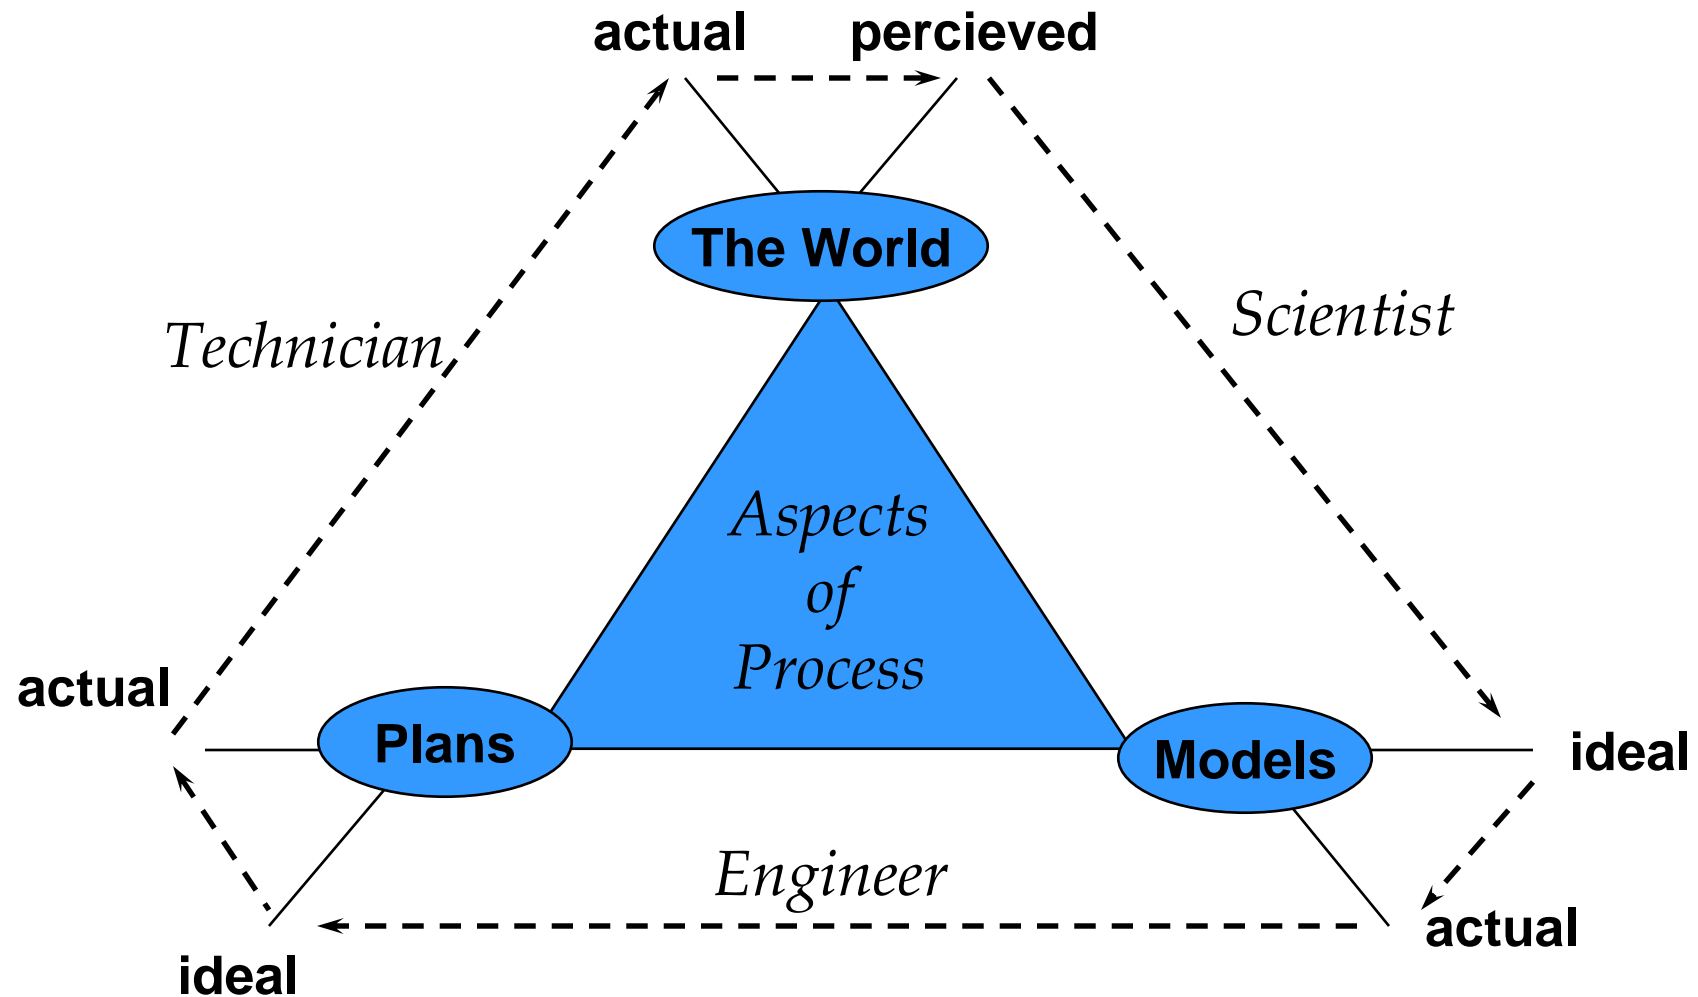 actual percieved
The World
Scientist
Technician
Aspects
of
Process
actual
Plans
Models
ideal
Engineer
actual
ideal